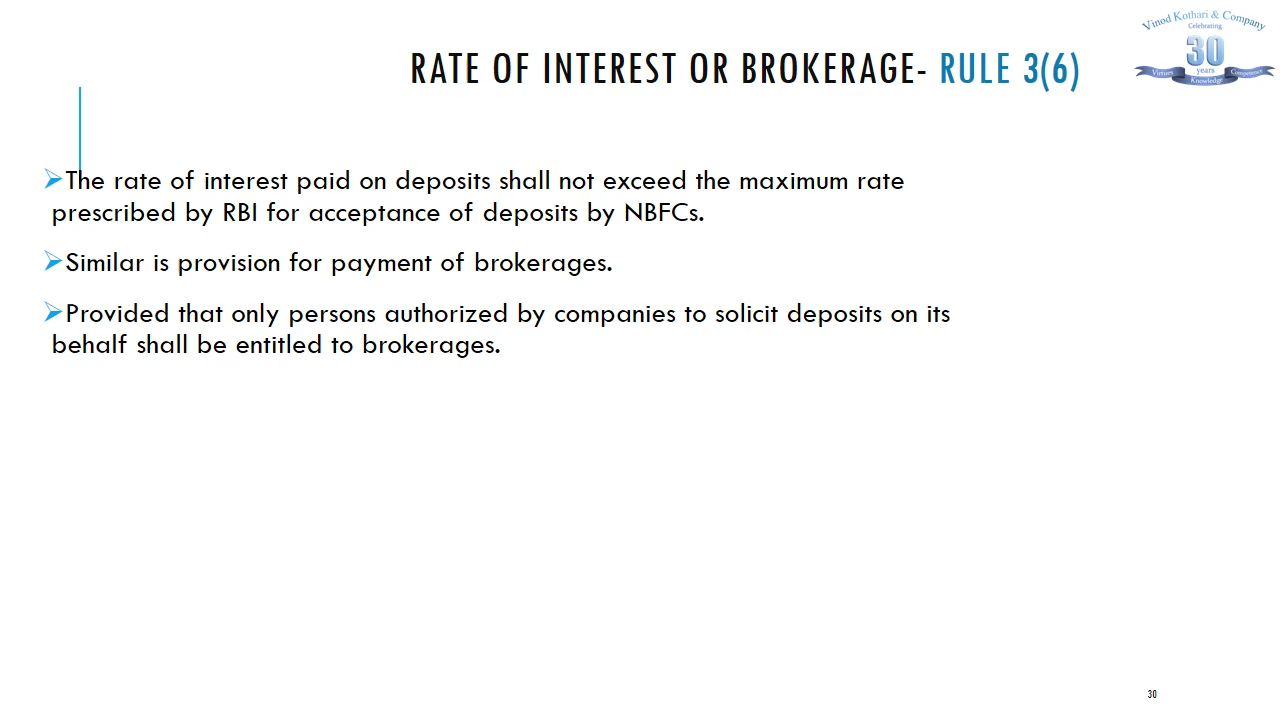 Vinod Kothari & Company
Celebrating
30
years
Virtues Knowledge Competence
RATE OF INTEREST OR BROKERAGE- RULE 3(6)
➢The rate of interest paid on deposits shall not exceed the maximum rate
prescribed by RBI for acceptance of deposits by NBFCs.
➢Similar is provision for payment of brokerages.
➢Provided that only persons authorized by companies to solicit deposits on its
behalf shall be entitled to brokerages.
30